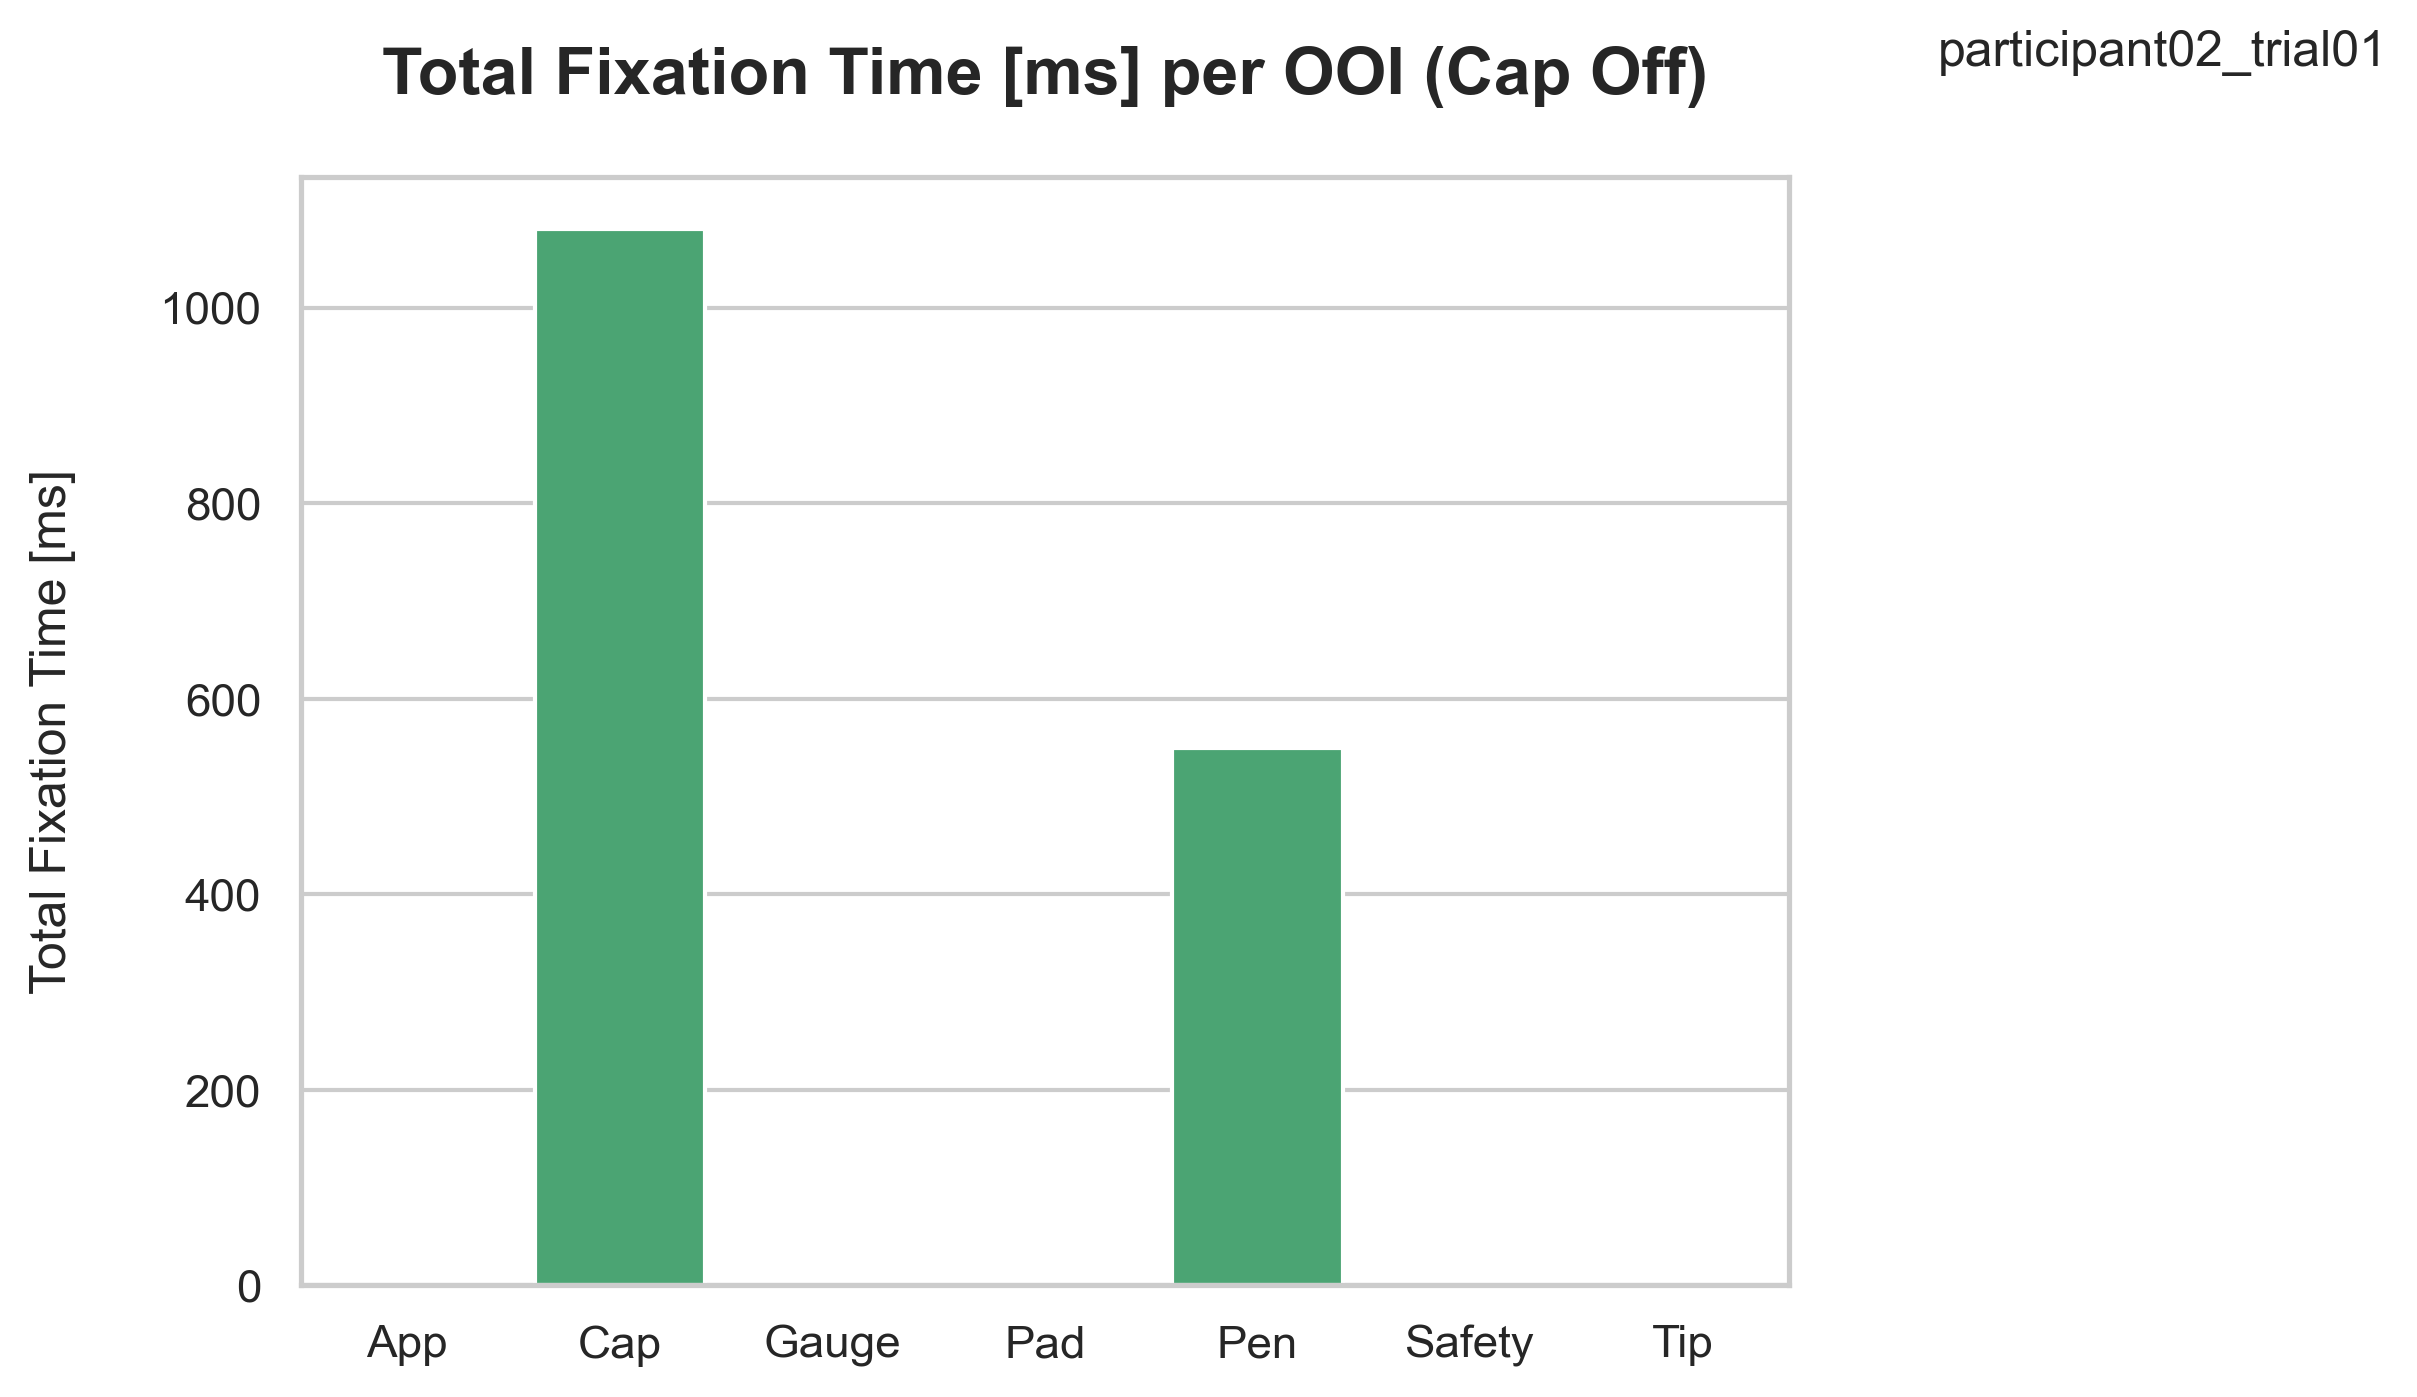 participant02_trial01
Total Fixation Time [ms] per OOI (Cap Off)
Total Fixation Time [ms]
1000
800
600
400
200
0
App Cap Gauge Pad Pen Safety Tip